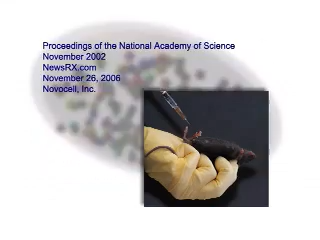 Proceedings of the National Academy of Science
November 2002
NewsRX.com
November 26, 2006
Novocell, Inc.